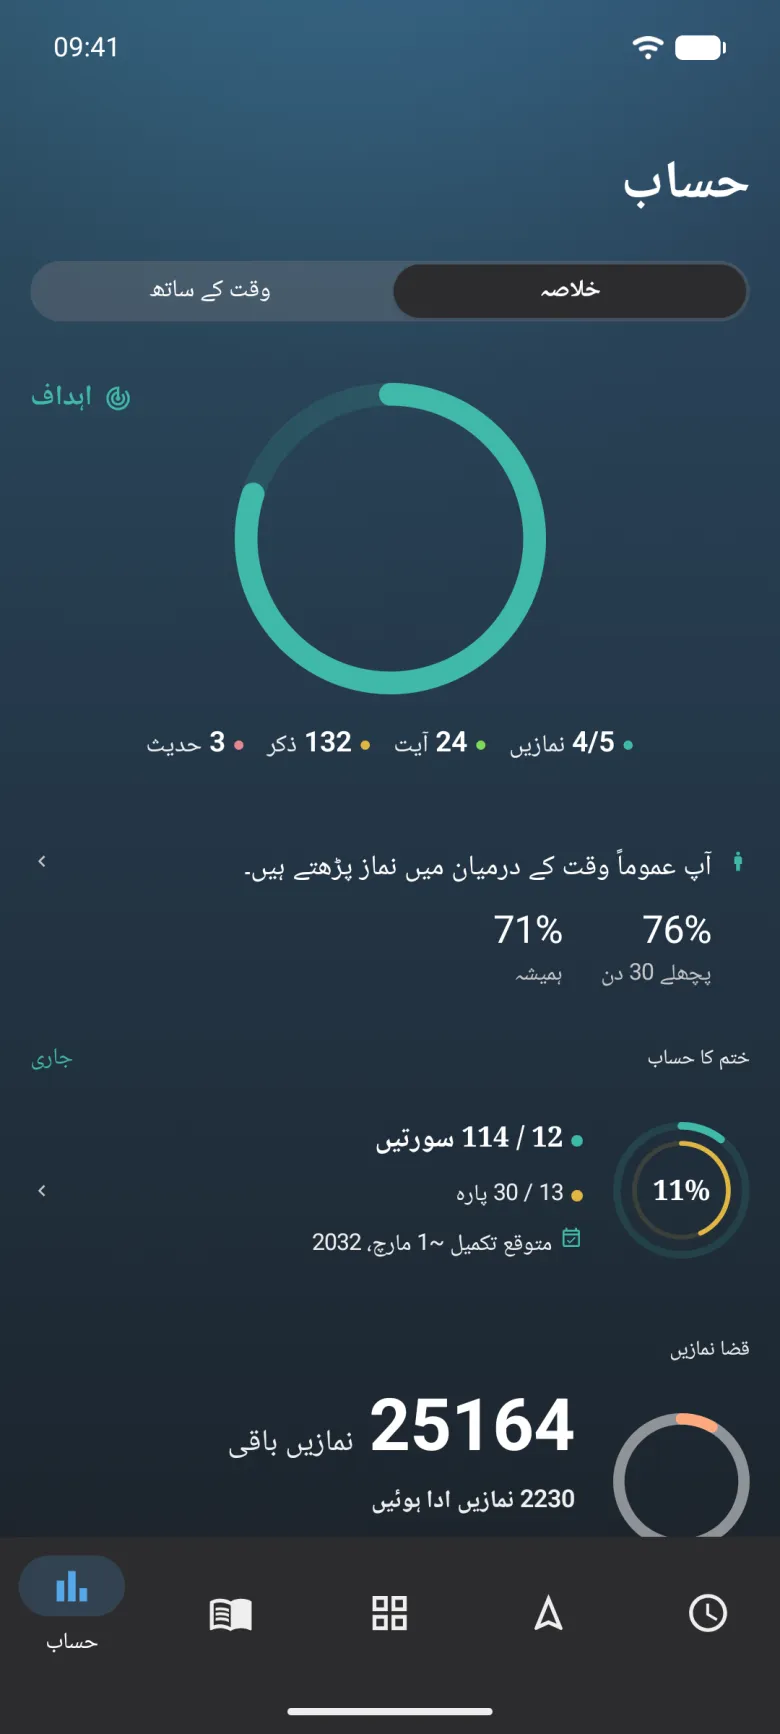 09:41
حساب
خلاصہ
وقت کے ساتھ
اہداف
4/5 نمازیں
24 آیت
132 ذکر
3 حدیث
آپ عموماً وقت کے درمیان میں نماز پڑھتے ہیں۔
76%
71%
پچھلے 30 دن
ہمیشہ
ختم کا حساب
جاری
11%
12 / 114 سورتیں
13 / 30 پارہ
متوقع تکمیل ~1 مارچ، 2032
قضا نمازیں
25164 نمازیں باقی
2230 نمازیں ادا ہوئیں
حساب